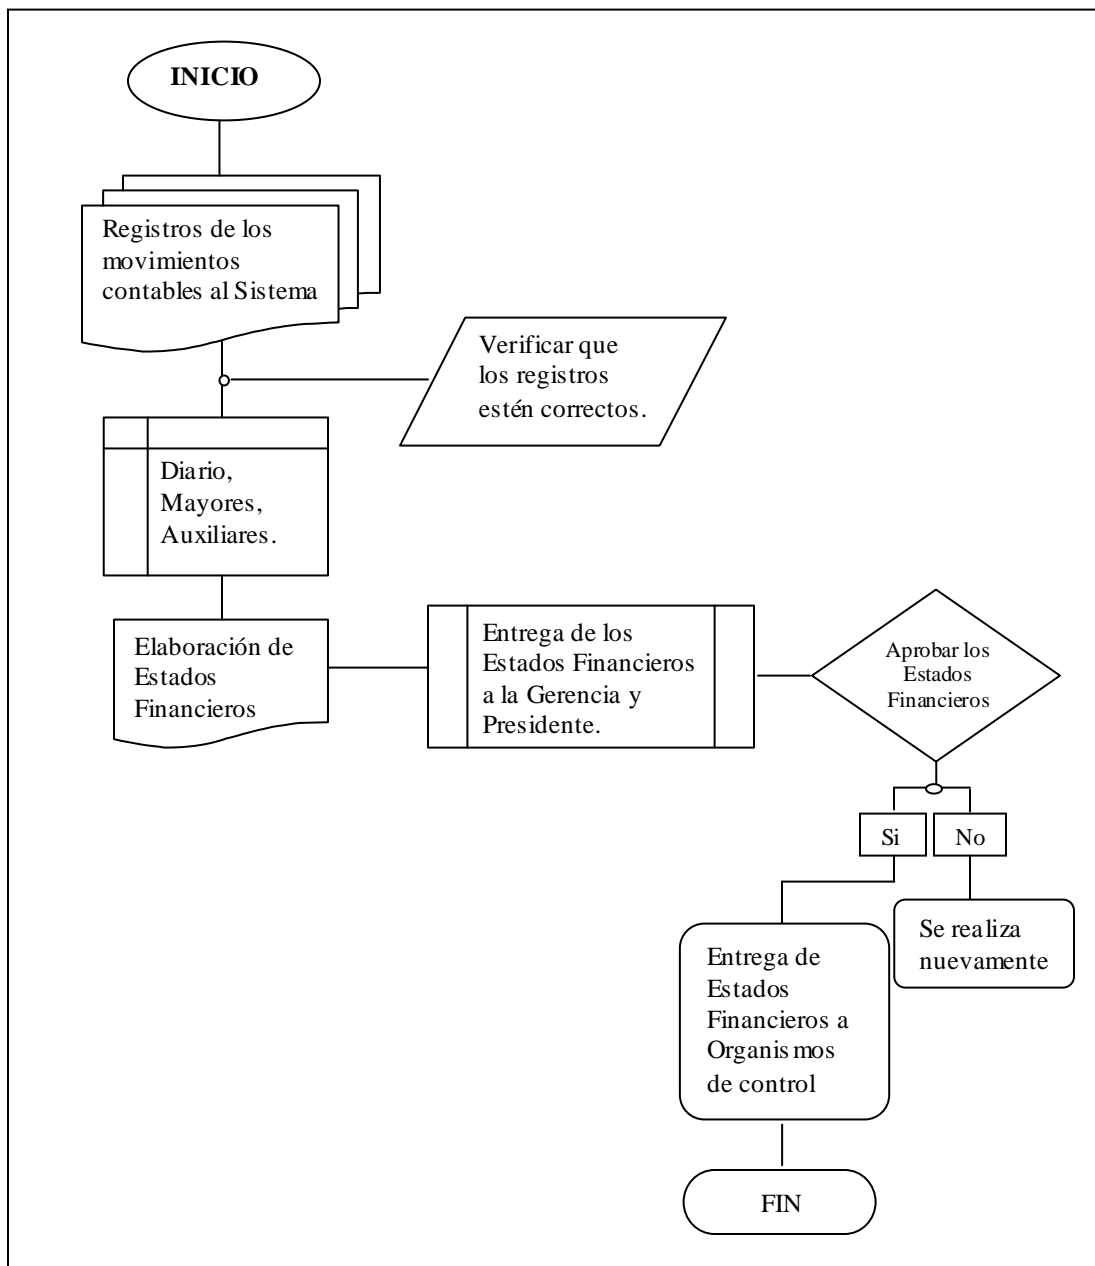 INICIO
Registros de los
movimientos
contables al Sistema
Verificar que
los registros
estén correctos.
Diario,
Mayores,
Auxiliares.
Elaboración de
Estados
Financieros
Entrega de los
Estados Financieros
a la Gerencia y
Presidente.
Aprobar los
Estados
Financieros
Si
No
Se realiza
nuevamente
Entrega de
Estados
Financieros a
Organismos
de control
FIN